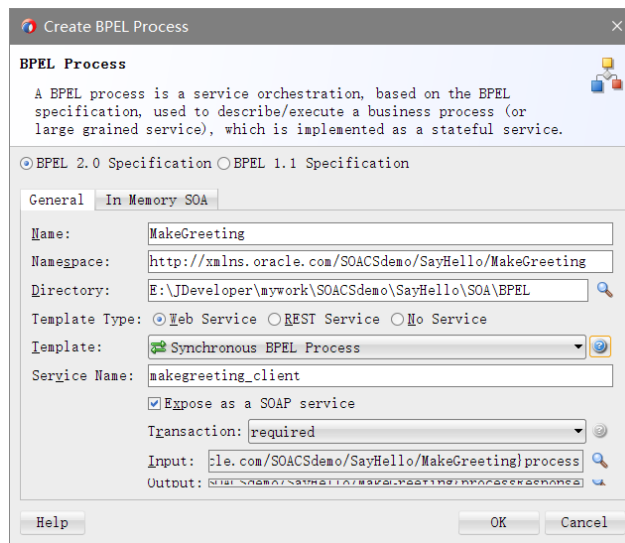 Create BPEL Process
BPEL Process
A BPEL process is a service orchestration, based on the BPEL
specification, used to describe/execute a business process (or
large grained service), which is implemented as a stateful service.
BPEL 2.0 Specification BPEL 1.1 Specification
General In Memory SOA
Name: MakeGreeting
Namespace: http://xmlns.oracle.com/SOACSdemo/SayHello/MakeGreeting
Directory: E:\JDeveloper\mywork\SOACSdemo\SayHello\SOA\BPEL
Template Type: Web Service REST Service No Service
Template: Synchronous BPEL Process
Service Name: makegreeting_client
Expose as a SOAP service
Transaction: required
Input: cle.com/SOACSdemo/SayHello/MakeGreeting}process
Output: SOACSdemo/SayHello/MakeGreeting}processResponse
Help OK Cancel